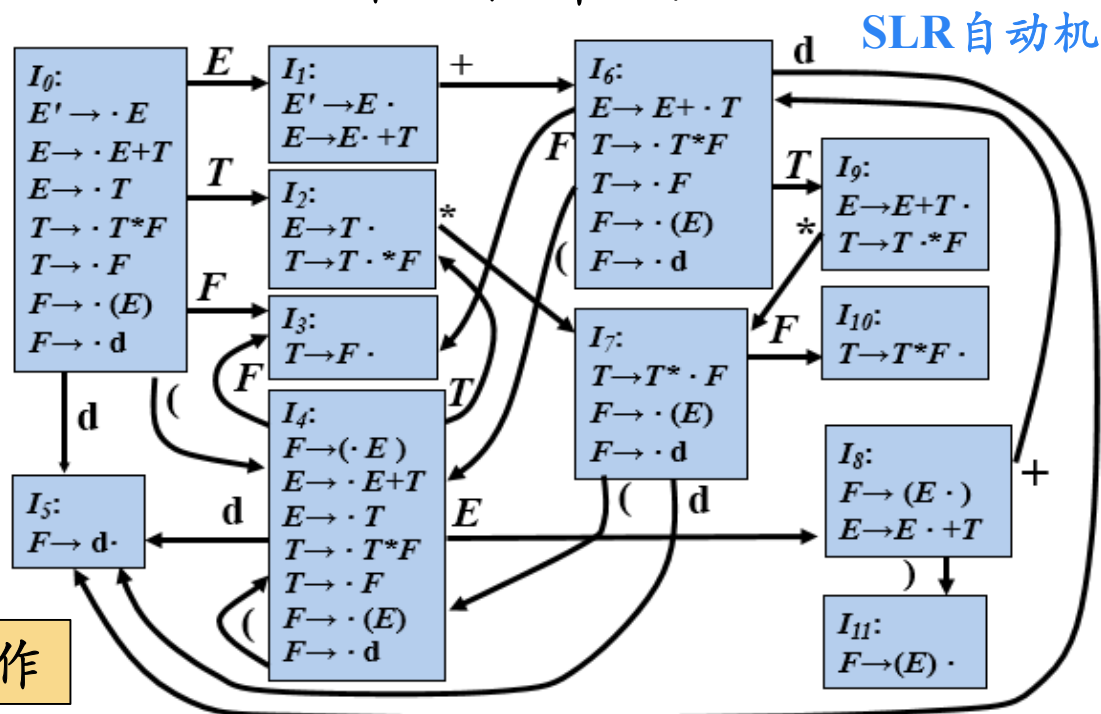 SLR自动机
I0:
E' → · E
E→ · E+T
E→ · T
T→ · T*F
T→ · F
F→ · (E)
F→ · d
E
T
F
d
(
I1:
E' →E ·
E→E· +T
+
I2:
E→T ·
T→T · *F
*
I3:
T→F ·
F
T
I4:
F→(· E )
E→ · E+T
E→ · T
T→ · T*F
T→ · F
F→ · (E)
F→ · d
d
E
(
I5:
F→ d·
I6:
E→ E+ · T
T→ · T*F
T→ · F
F→ · (E)
F→ · d
F
(
d
T
I7:
T→T* · F
F→ · (E)
F→ · d
F
(
d
I9:
E→E+T ·
T→T ·*F
*
I10:
T→T*F ·
I8:
F→ (E · )
E→E · +T
+
)
I11:
F→(E) ·
作